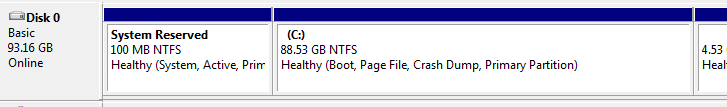 Disk 0
Basic
93.16 GB
Online
System Reserved
100 MB NTFS
Healthy (System, Active, Prim
(C:)
88.53 GB NTFS
Healthy (Boot, Page File, Crash Dump, Primary Partition)
4.53
Heal